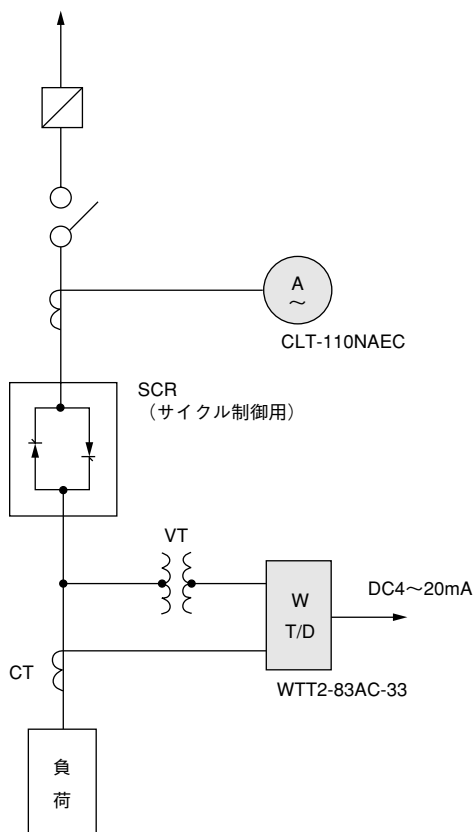 A
～
CLT-110NAEC
SCR
（サイクル制御用）
VT
W
T/D
DC4～20mA
CT
WTT2-83AC-33
負
荷